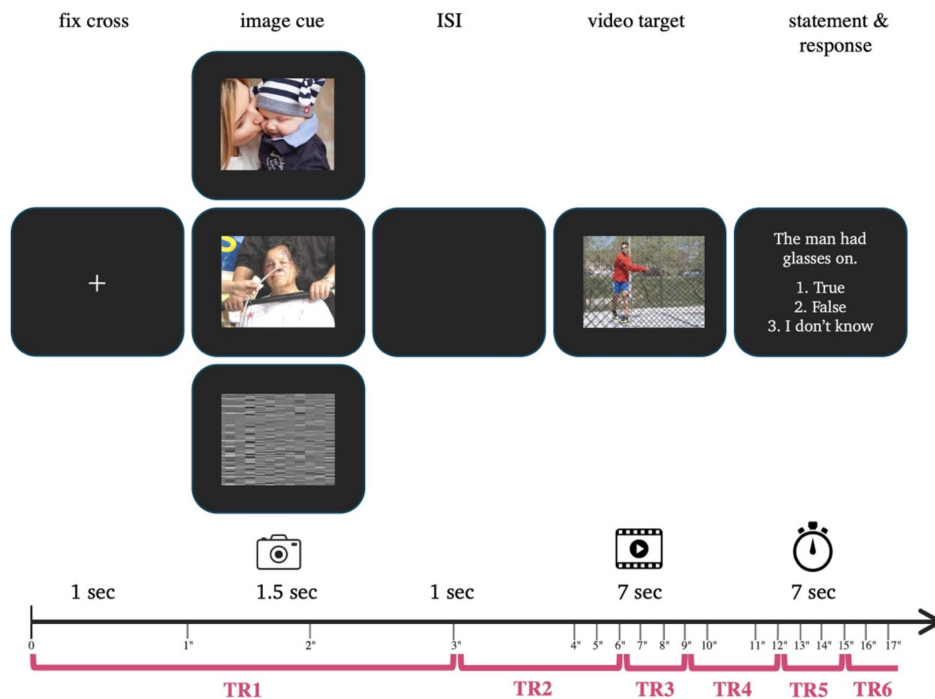 fix cross
image cue
ISI
video target
statement &
response
+
The man had
glasses on.
1. True
2. False
3. I don't know
1 sec
1.5 sec
1 sec
7 sec
7 sec
0 1" 2" 3" 4" 5" 6" 7" 8" 9" 10" 11" 12" 13" 14" 15" 16" 17"
TR1 TR2 TR3 TR4 TR5 TR6